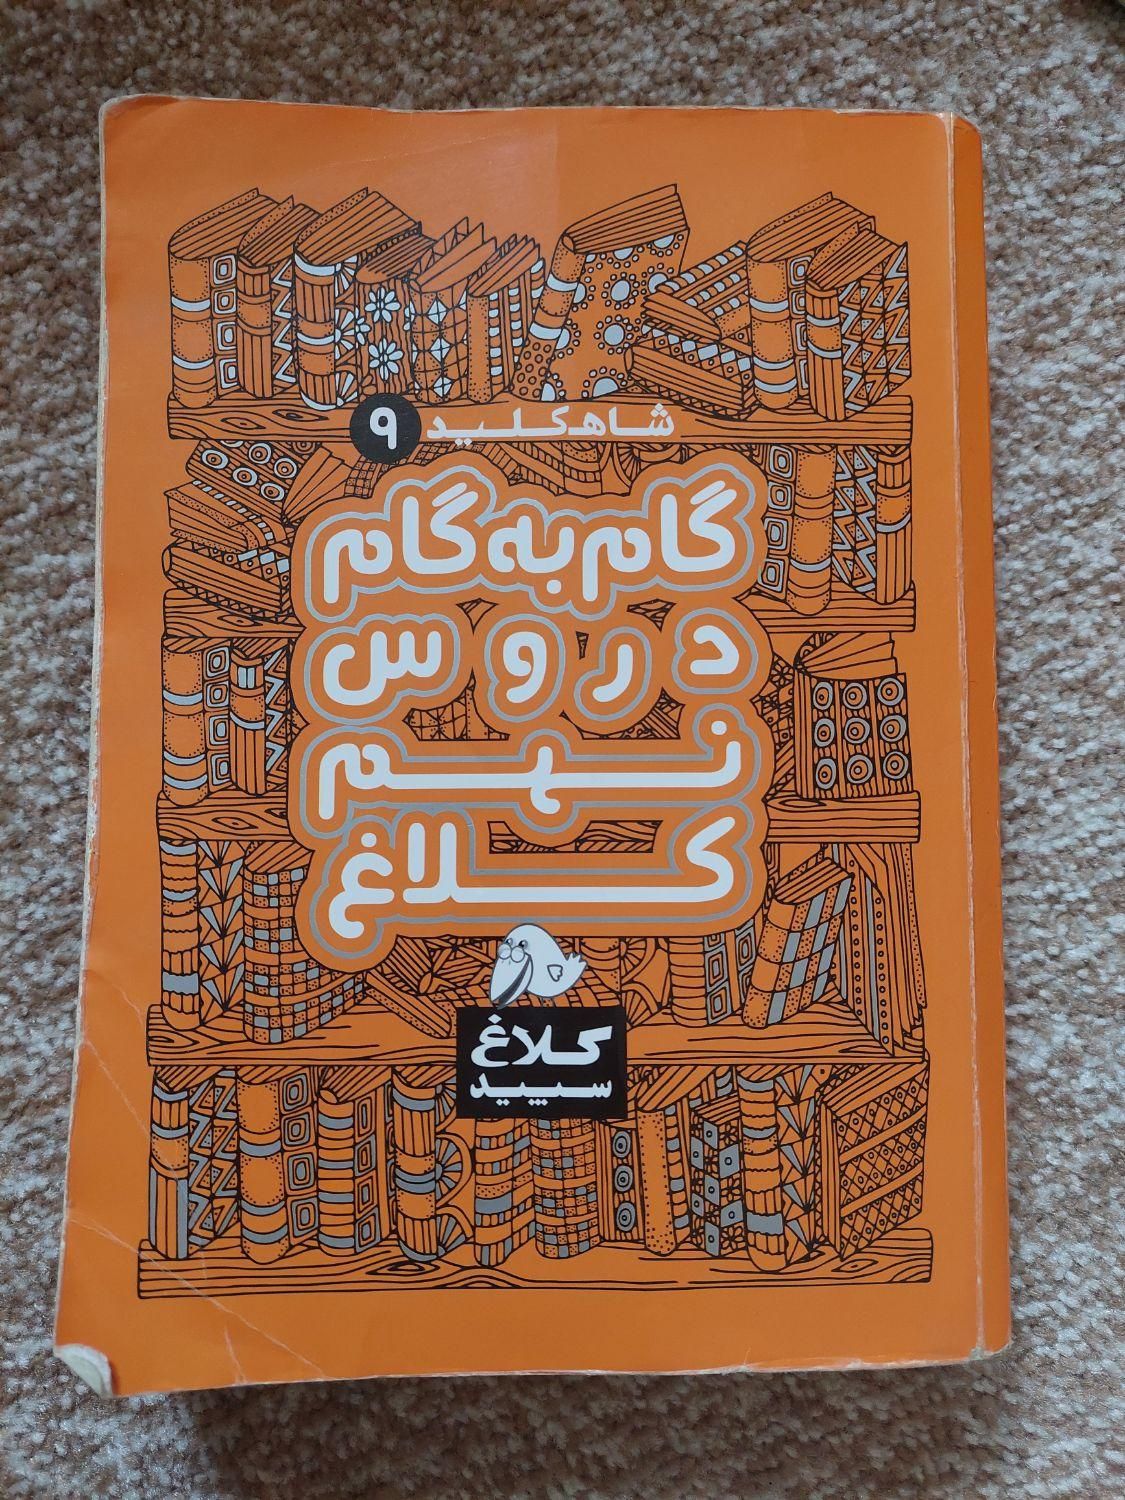 شاه‌کلید ۹
گام به گام
دروس
نهم
کلاغ
کلاغ
سپید